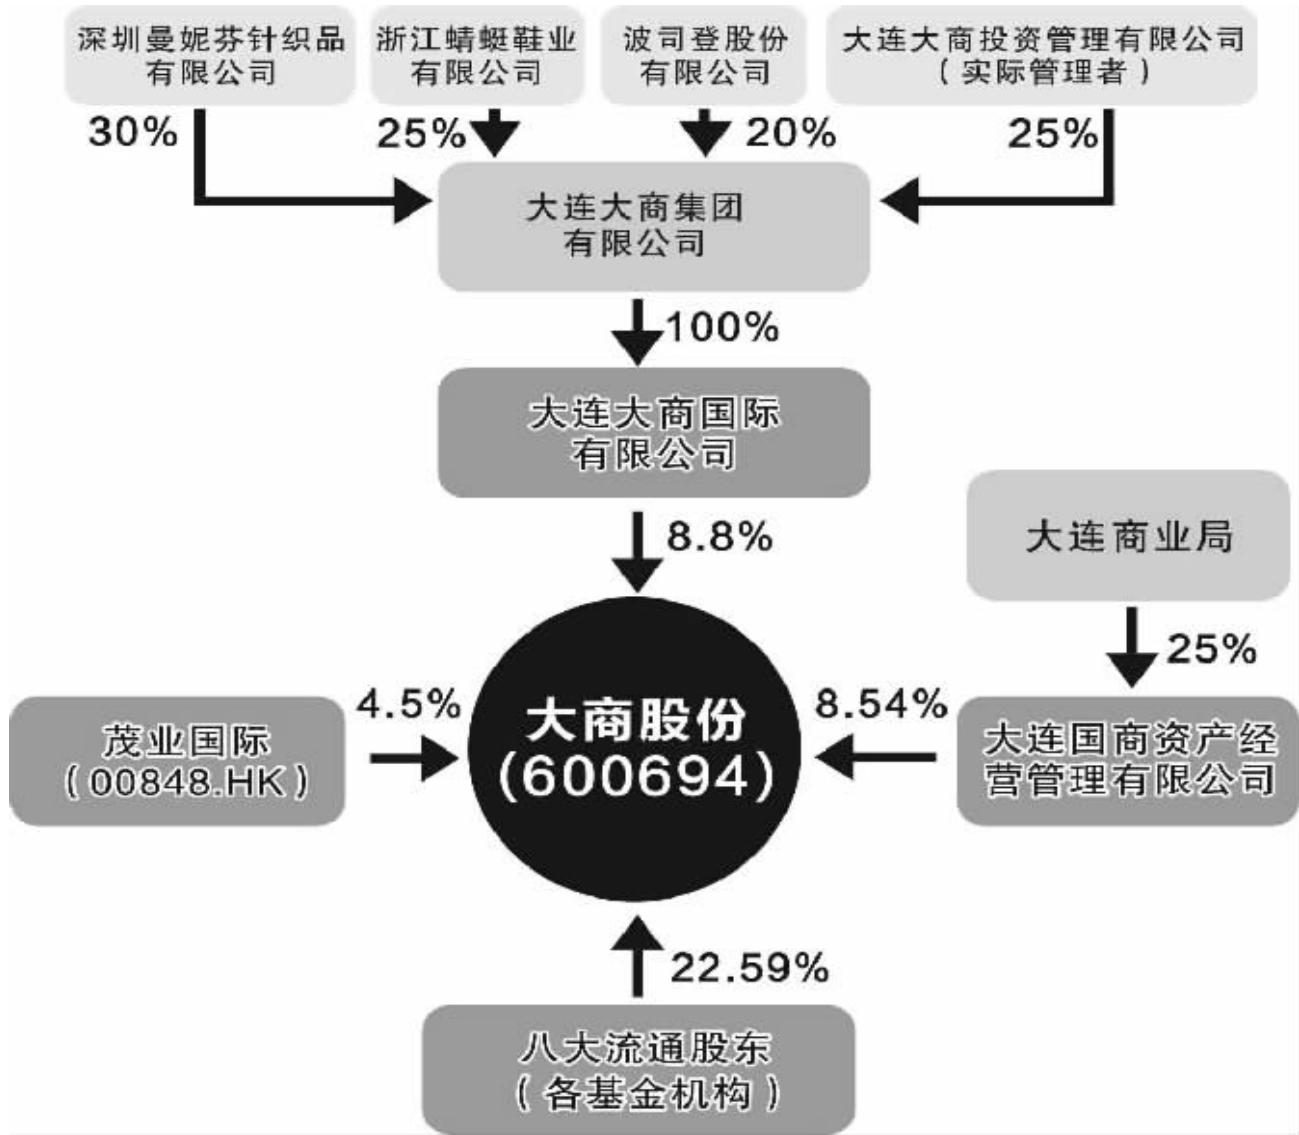 深圳曼妮芬针织品
有限公司
浙江蜻蜓鞋业
有限公司
波司登股份
有限公司
大连大商投资管理有限公司
（实际管理者）
30%
25%
20%
25%
大连大商集团
有限公司
100%
大连大商国际
有限公司
8.8%
大连商业局
25%
茂业国际
（00848.HK）
4.5%
大商股份
(600694)
8.54%
大连国商资产经
营管理有限公司
22.59%
八大流通股东
（各基金机构）